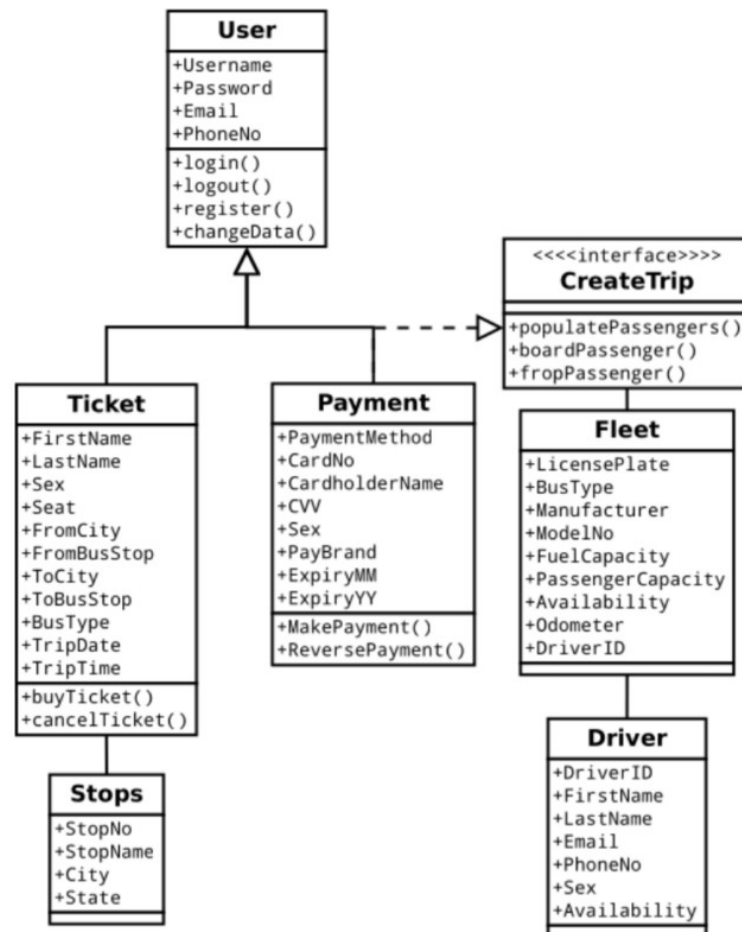 User
+Username
+Password
+Email
+PhoneNo
+login()
+logout()
+register()
+changeData()
<<<<interface>>>>
CreateTrip
+populatePassengers()
+boardPassenger()
+fropPassenger()
Ticket
+FirstName
+LastName
+Sex
+Seat
+FromCity
+FromBusStop
+ToCity
+ToBusStop
+BusType
+TripDate
+TripTime
+buyTicket()
+cancelTicket()
Payment
+PaymentMethod
+CardNo
+CardholderName
+CVV
+Sex
+PayBrand
+ExpiryMM
+ExpiryYY
+MakePayment()
+ReversePayment()
Fleet
+LicensePlate
+BusType
+Manufacturer
+ModelNo
+FuelCapacity
+PassengerCapacity
+Availability
+Odometer
+DriverID
Stops
+StopNo
+StopName
+City
+State
Driver
+DriverID
+FirstName
+LastName
+Email
+PhoneNo
+Sex
+Availability